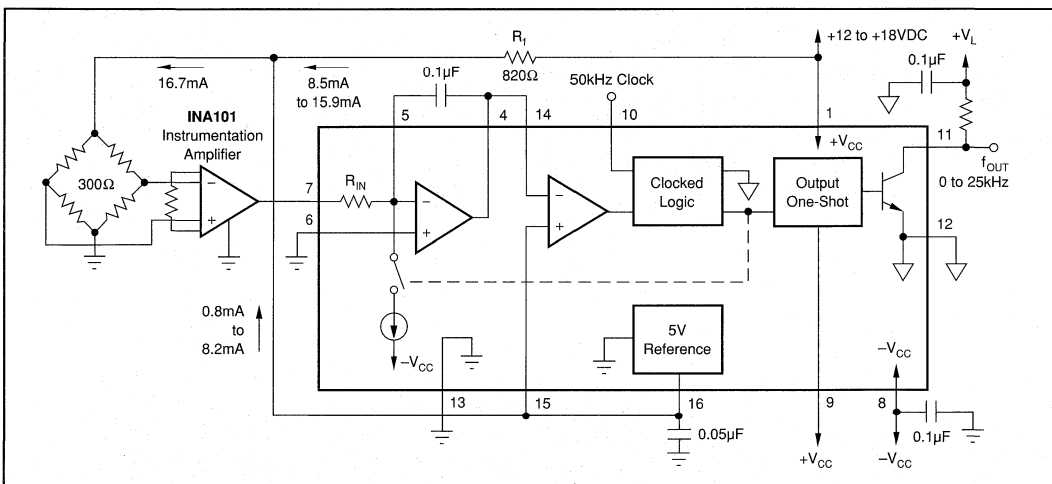 +12 to +18VDC
+VL
R1
820Ω
0.1µF
16.7mA
8.5mA
to 15.9mA
0.1µF
50kHz Clock
INA101
Instrumentation
Amplifier
5
4
14
10
1
11
+VCC
fOUT
0 to 25kHz
300Ω
−
+
7
RIN
6
−
+
−
+
Clocked
Logic
Output
One-Shot
12
0.8mA
to
8.2mA
−VCC
5V
Reference
−VCC
13
15
16
9
8
0.05µF
0.1µF
+VCC
−VCC